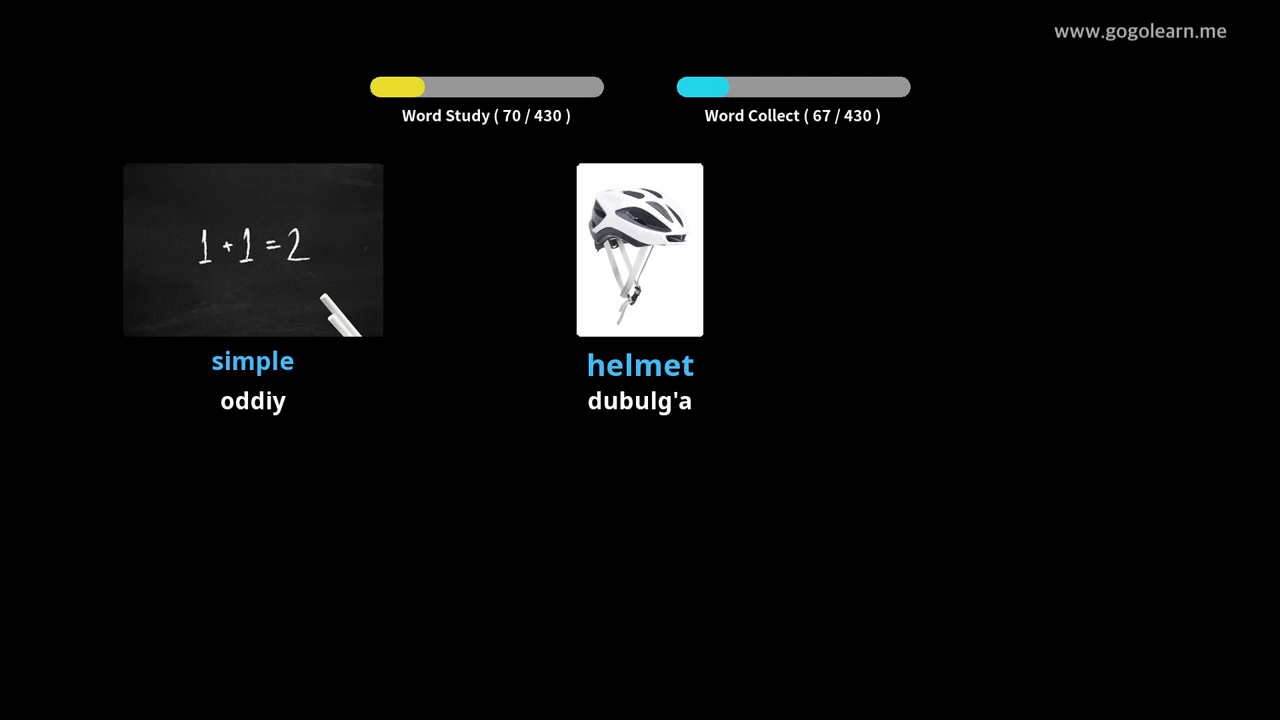 www.gogolearn.me
Word Study ( 70 / 430 )
Word Collect ( 67 / 430 )
1 + 1 = 2
simple
oddiy
helmet
dubulg'a